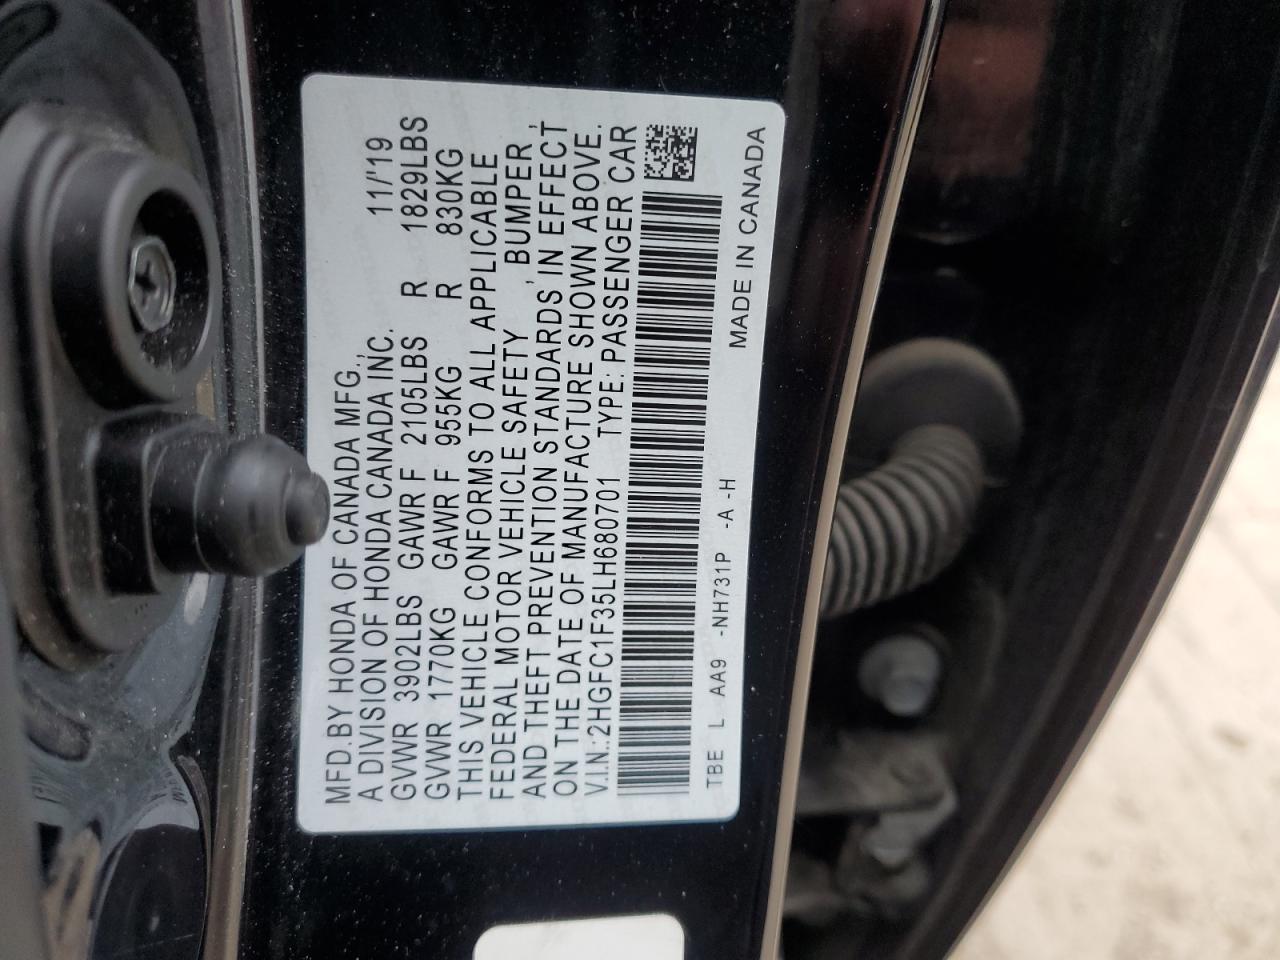 MFD.BY HONDA OF CANADA MFG., 11/'19
A DIVISION OF HONDA CANADA INC.
GVWR 3902LBS GAWR F 2105LBS R 1829LBS
GVWR 1770KG GAWR F 955KG R 830KG
THIS VEHICLE CONFORMS TO ALL APPLICABLE
FEDERAL MOTOR VEHICLE SAFETY , BUMPER ,
AND THEFT PREVENTION STANDARDS IN EFFECT
ON THE DATE OF MANUFACTURE SHOWN ABOVE.
V.I.N.:2HGFC1F35LH680701 TYPE: PASSENGER CAR
TBE L AA9 -NH731P -A -H
MADE IN CANADA